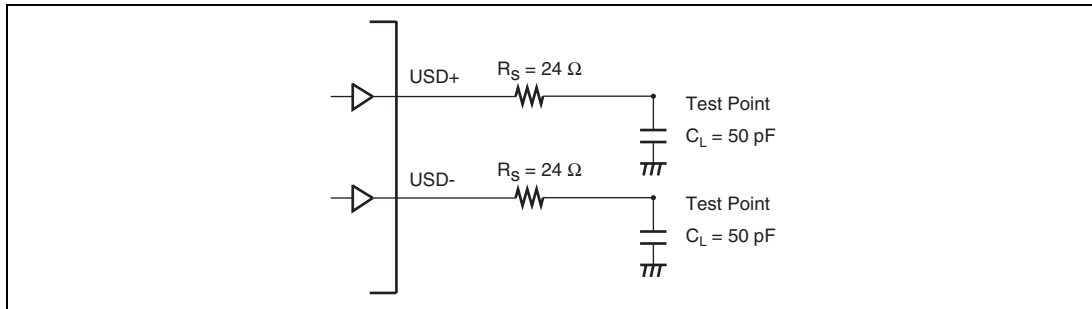 USD+
R_S = 24 Ω
Test Point
C_L = 50 pF
USD-
R_S = 24 Ω
Test Point
C_L = 50 pF